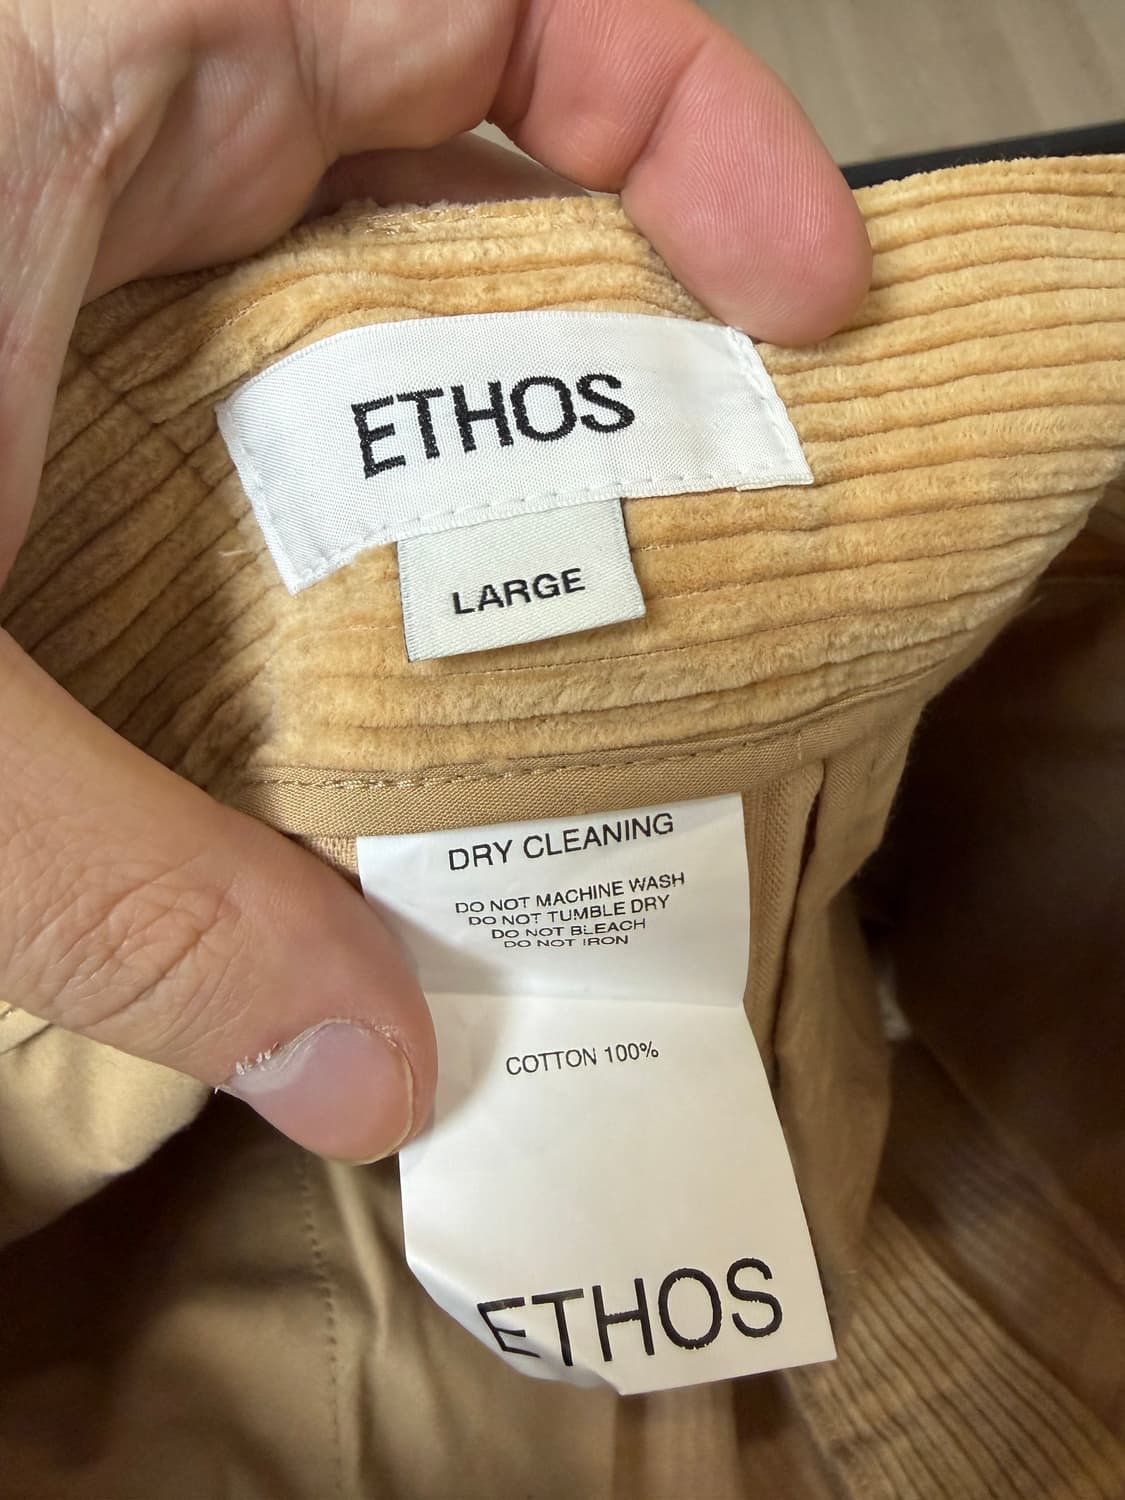 ETHOS
LARGE
DRY CLEANING
DO NOT MACHINE WASH
DO NOT TUMBLE DRY
DO NOT BLEACH
DO NOT IRON
COTTON 100%
ETHOS